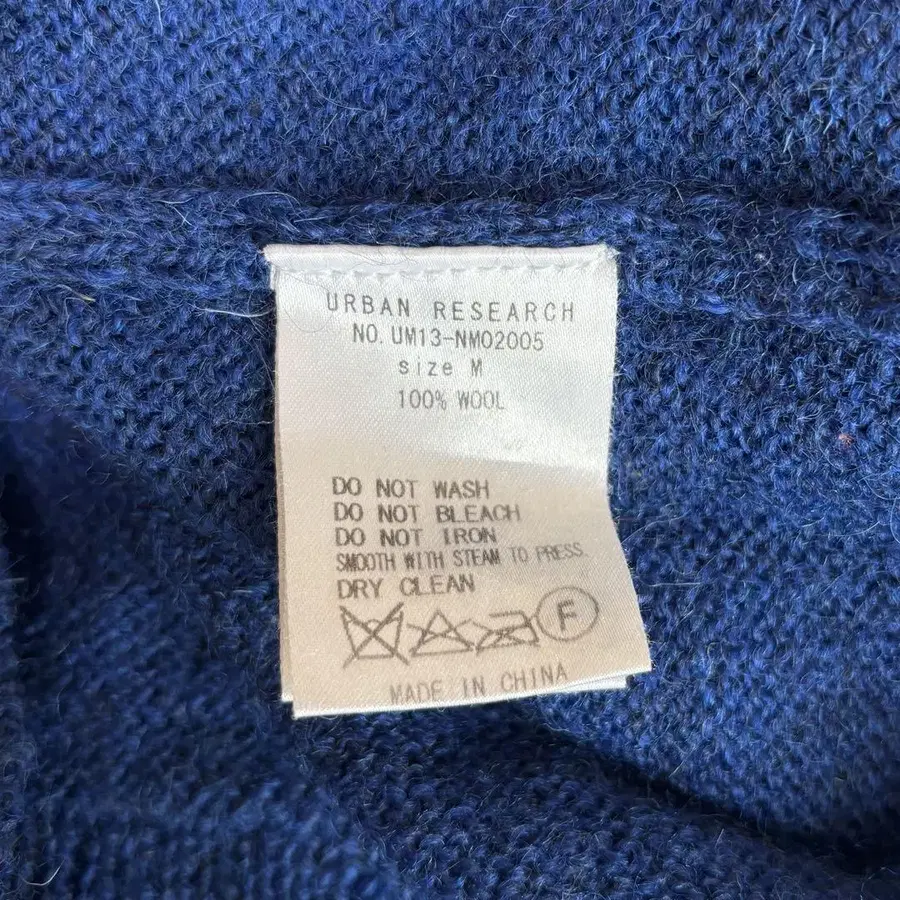 URBAN RESEARCH
NO. UM13-NM02005
size M
100% WOOL
DO NOT WASH
DO NOT BLEACH
DO NOT IRON
SMOOTH WITH STEAM TO PRESS.
DRY CLEAN
F
MADE IN CHINA